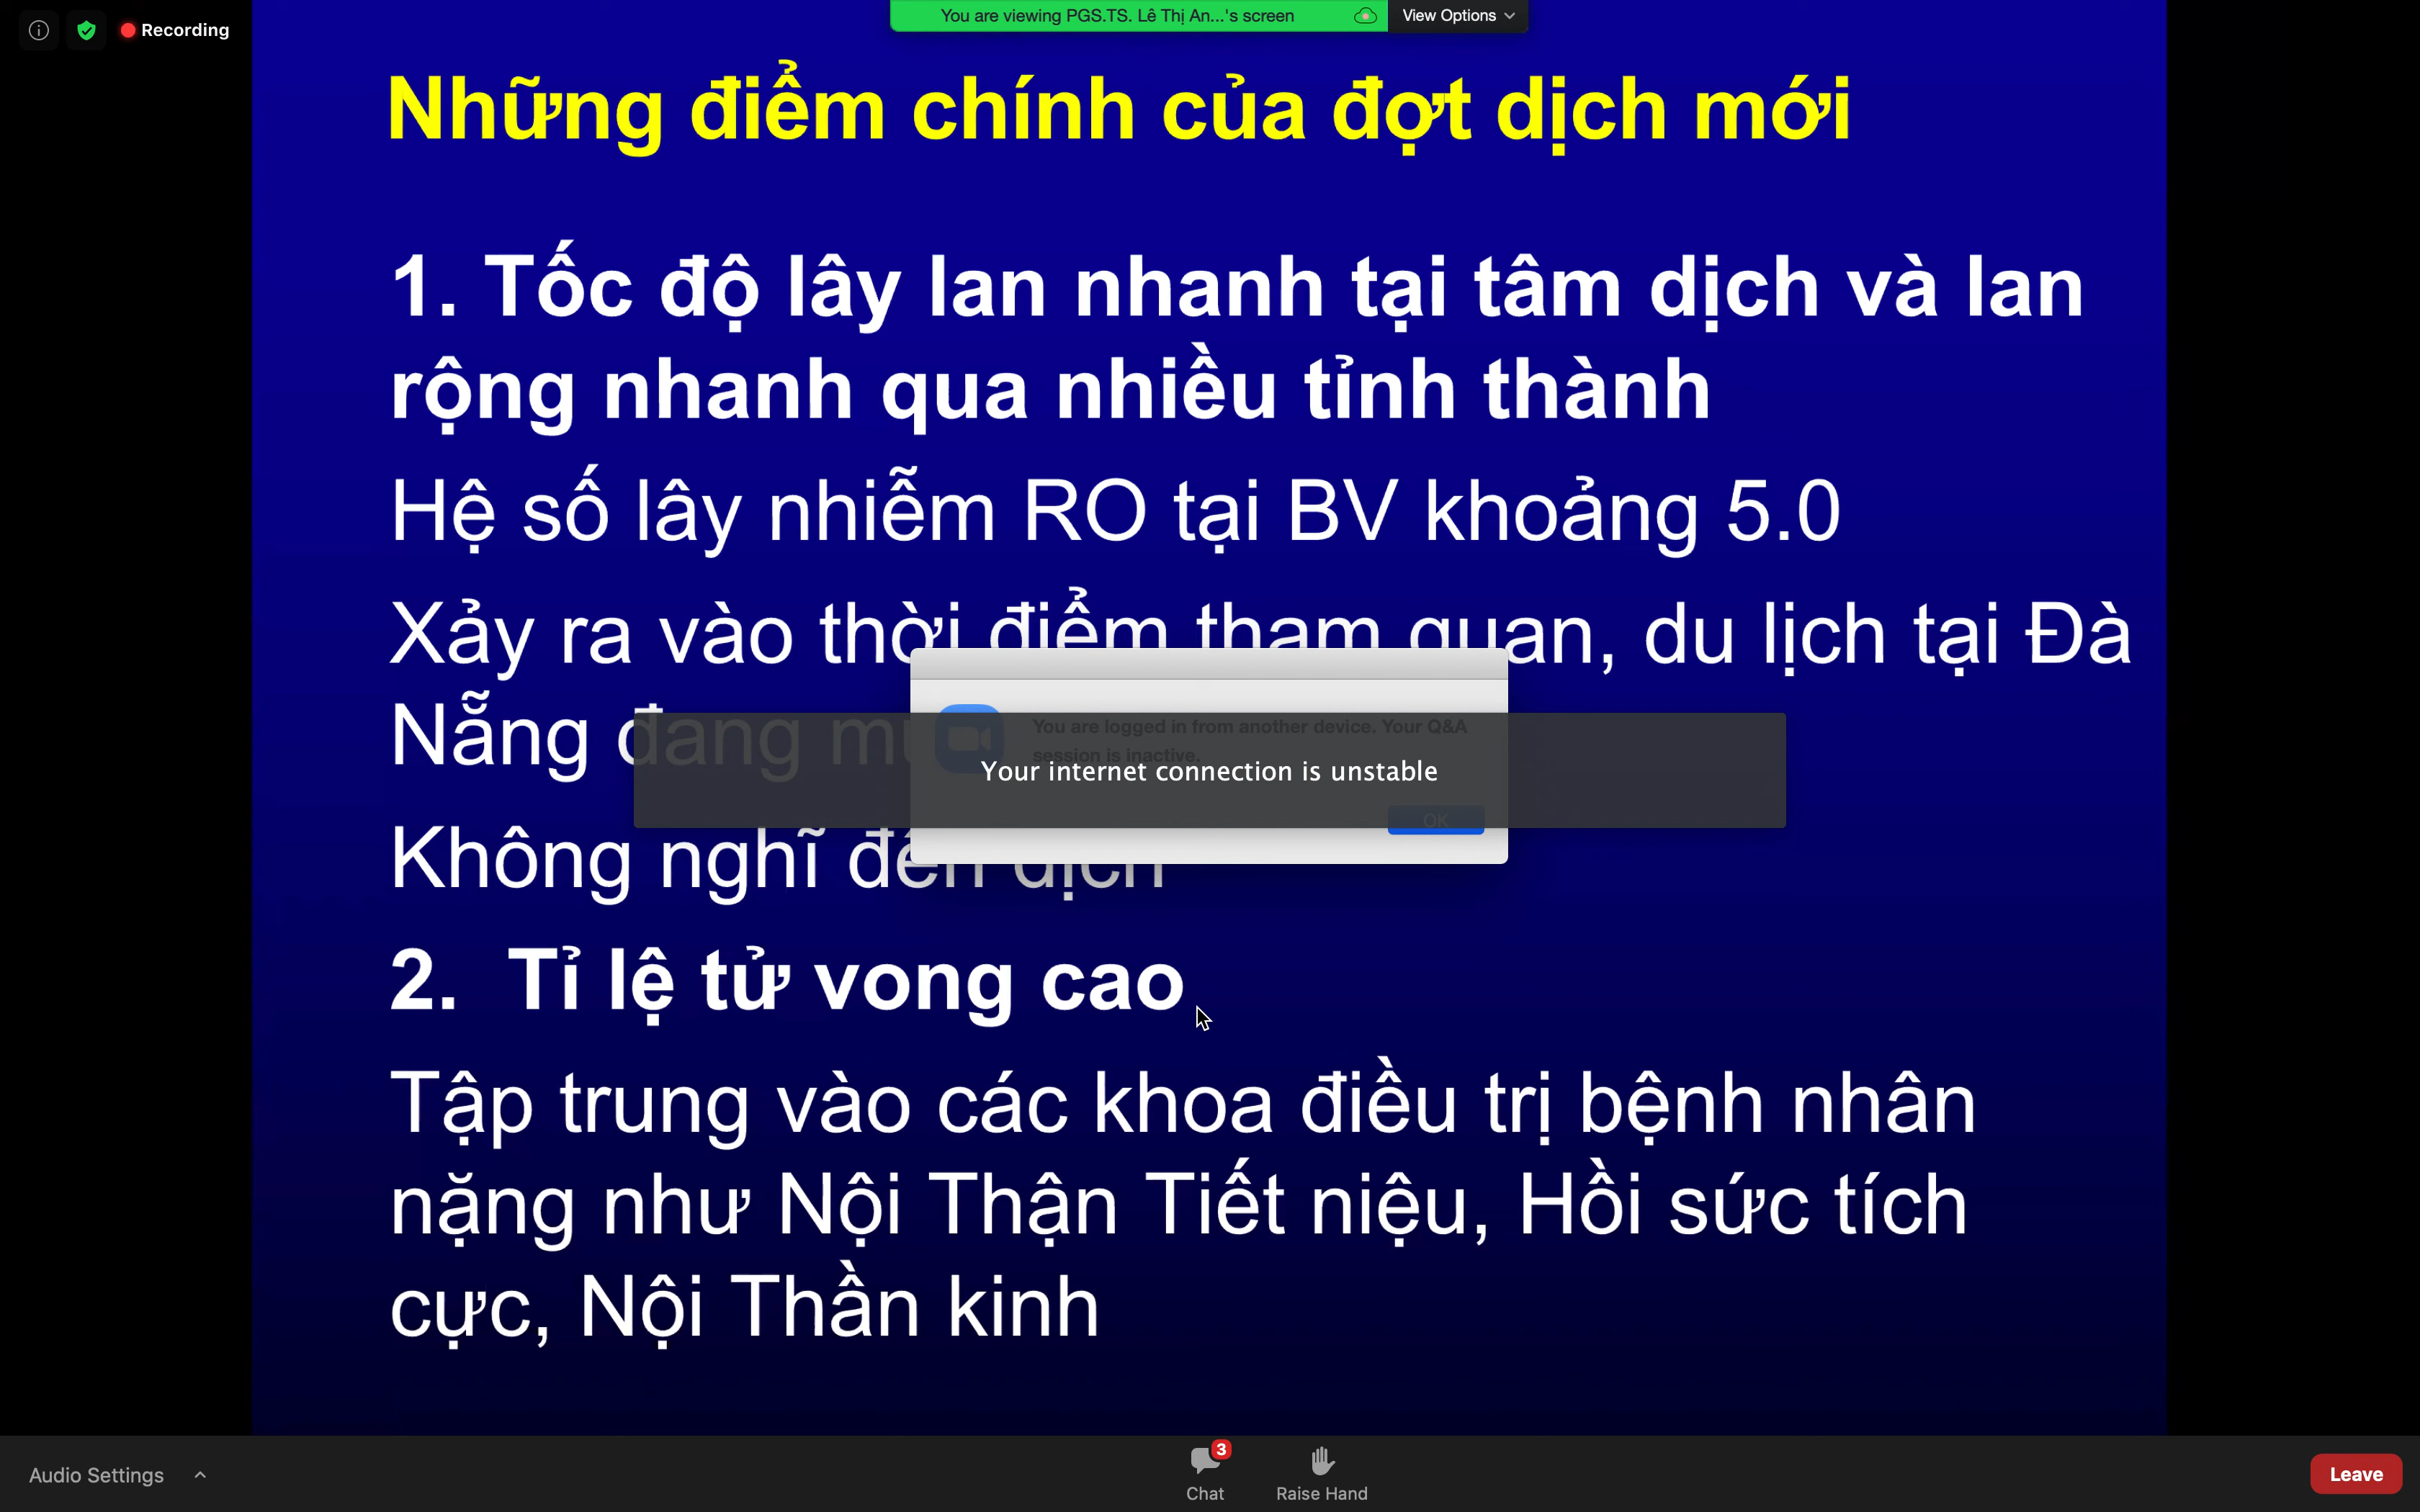 Recording
You are viewing PGS.TS. Lê Thị An...'s screen
View Options
Những điểm chính của đợt dịch mới
1. Tốc độ lây lan nhanh tại tâm dịch và lan
rộng nhanh qua nhiều tỉnh thành
Hệ số lây nhiễm RO tại BV khoảng 5.0
Xảy ra vào thời điểm tham quan, du lịch tại Đà
Nẵng đang
You are logged in from another device. Your Q&A
session is inactive.
Your internet connection is unstable
OK
Không nghĩ đến dịch
2. Tỉ lệ tử vong cao
Tập trung vào các khoa điều trị bệnh nhân
nặng như Nội Thận Tiết niệu, Hồi sức tích
cực, Nội Thần kinh
Audio Settings
3
Chat
Raise Hand
Leave